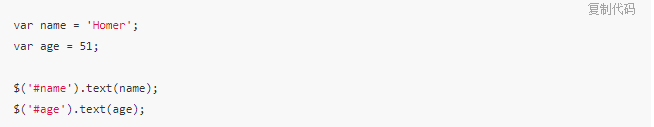 复制代码
var name = 'Homer';
var age = 51;
$('#name').text(name);
$('#age').text(age);